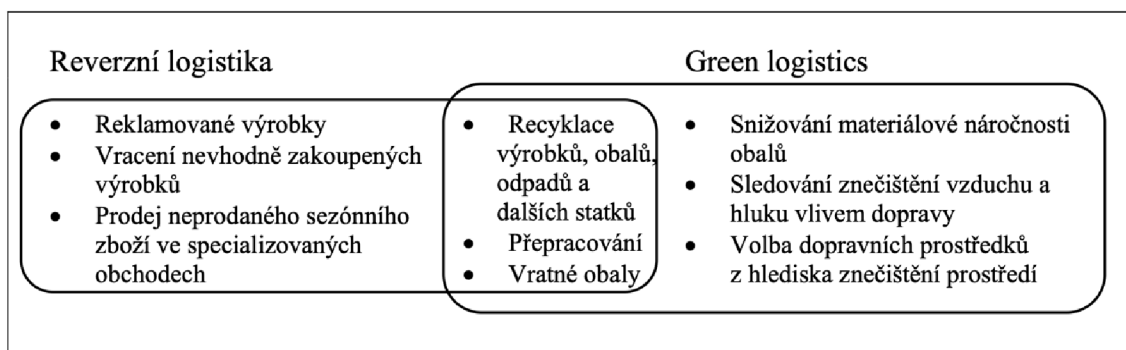 Reverzní logistika
Green logistics
• Reklamované výrobky
• Vracení nevhodně zakoupených
výrobků
• Prodej neprodaného sezónního
zboží ve specializovaných
obchodech
• Recyklace
výrobků, obalů,
odpadů a
dalších statků
• Přepracování
• Vratné obaly
• Snižování materiálové náročnosti
obalů
• Sledování znečištění vzduchu a
hluku vlivem dopravy
• Volba dopravních prostředků
z hlediska znečištění prostředí